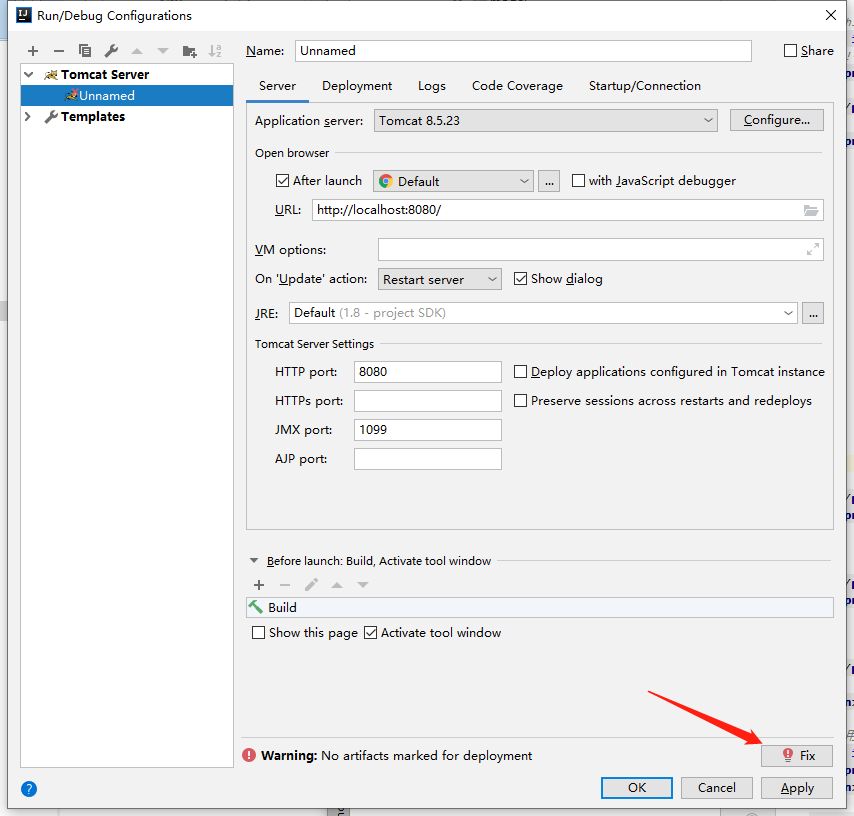 Run/Debug Configurations
Name: Unnamed Share
Tomcat Server
Unnamed
Templates
Server Deployment Logs Code Coverage Startup/Connection
Application server: Tomcat 8.5.23 Configure...
Open browser
After launch Default ... with JavaScript debugger
URL: http://localhost:8080/
VM options:
On 'Update' action: Restart server Show dialog
JRE: Default (1.8 - project SDK) ...
Tomcat Server Settings
HTTP port: 8080 Deploy applications configured in Tomcat instance
HTTPs port: Preserve sessions across restarts and redeploys
JMX port: 1099
AJP port:
Before launch: Build, Activate tool window
Build
Show this page Activate tool window
Warning: No artifacts marked for deployment Fix
? OK Cancel Apply